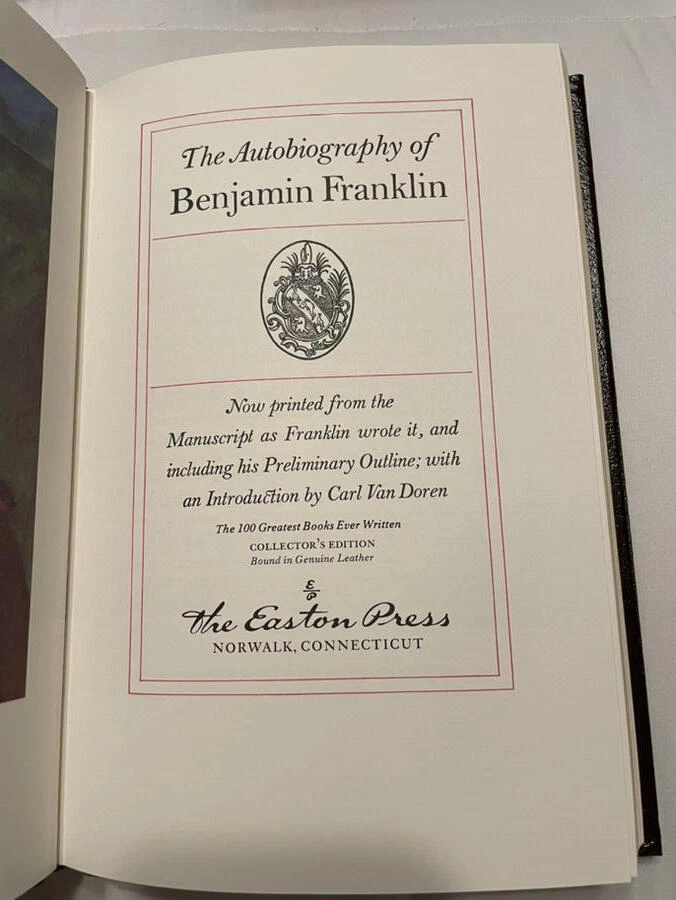 The Autobiography of
Benjamin Franklin
Now printed from the
Manuscript as Franklin wrote it, and
including his Preliminary Outline; with
an Introduction by Carl Van Doren
The 100 Greatest Books Ever Written
COLLECTOR'S EDITION
Bound in Genuine Leather
E
P
the Easton Press
NORWALK, CONNECTICUT